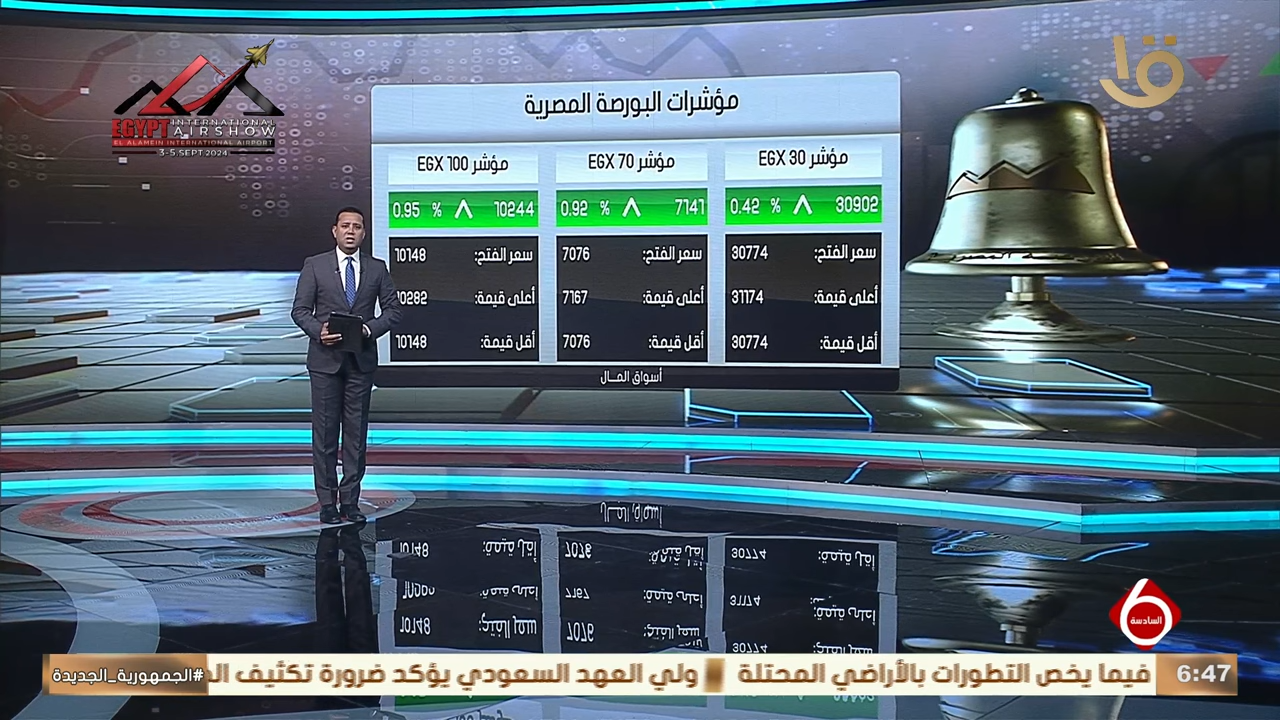 EGYPT INTERNATIONAL AIRSHOW
EL ALAMEIN INTERNATIONAL AIRPORT
3-5 SEPT 2024
مؤشرات البورصة المصرية
مؤشر EGX 30
30902 % 0.42
سعر الفتح: 30774
أعلى قيمة: 31174
أقل قيمة: 30774
مؤشر EGX 70
7141 % 0.92
سعر الفتح: 7076
أعلى قيمة: 7167
أقل قيمة: 7076
مؤشر EGX 100
10244 % 0.95
سعر الفتح: 10148
أعلى قيمة: 10282
أقل قيمة: 10148
أسواق المـال
6
السادسة
6:47
فيما يخص التطورات بالأراضي المحتلة
ولي العهد السعودي يؤكد ضرورة تكثيف
#الجمهورية_الجديدة